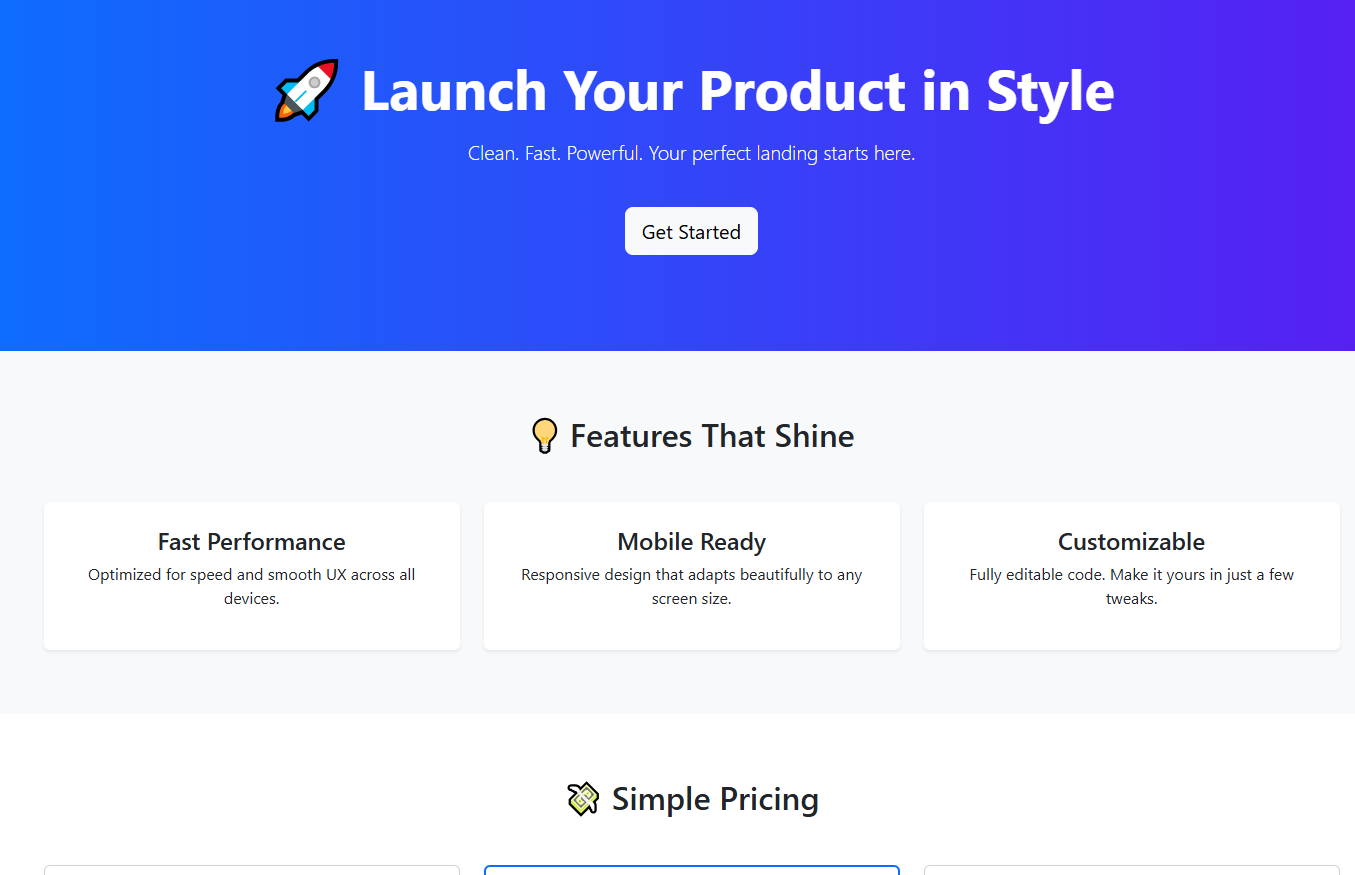 Launch Your Product in Style
Clean. Fast. Powerful. Your perfect landing starts here.
Get Started
Features That Shine
Fast Performance
Optimized for speed and smooth UX across all
devices.
Mobile Ready
Responsive design that adapts beautifully to any
screen size.
Customizable
Fully editable code. Make it yours in just a few
tweaks.
Simple Pricing